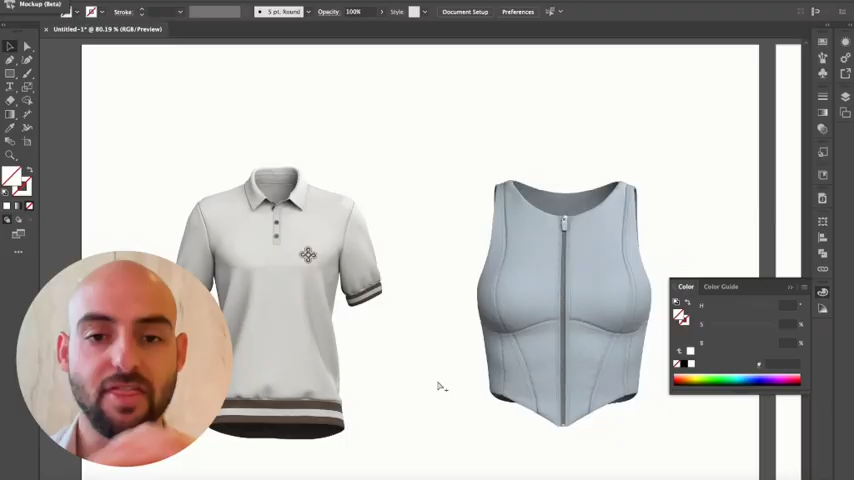 Mockup (Beta)
Stroke:
5 pt. Round
Opacity: 100%
Style:
Document Setup
Preferences
Untitled-1* @ 80.19 % (RGB/Preview)
Color
Color Guide
H
°
S
%
B
%
#